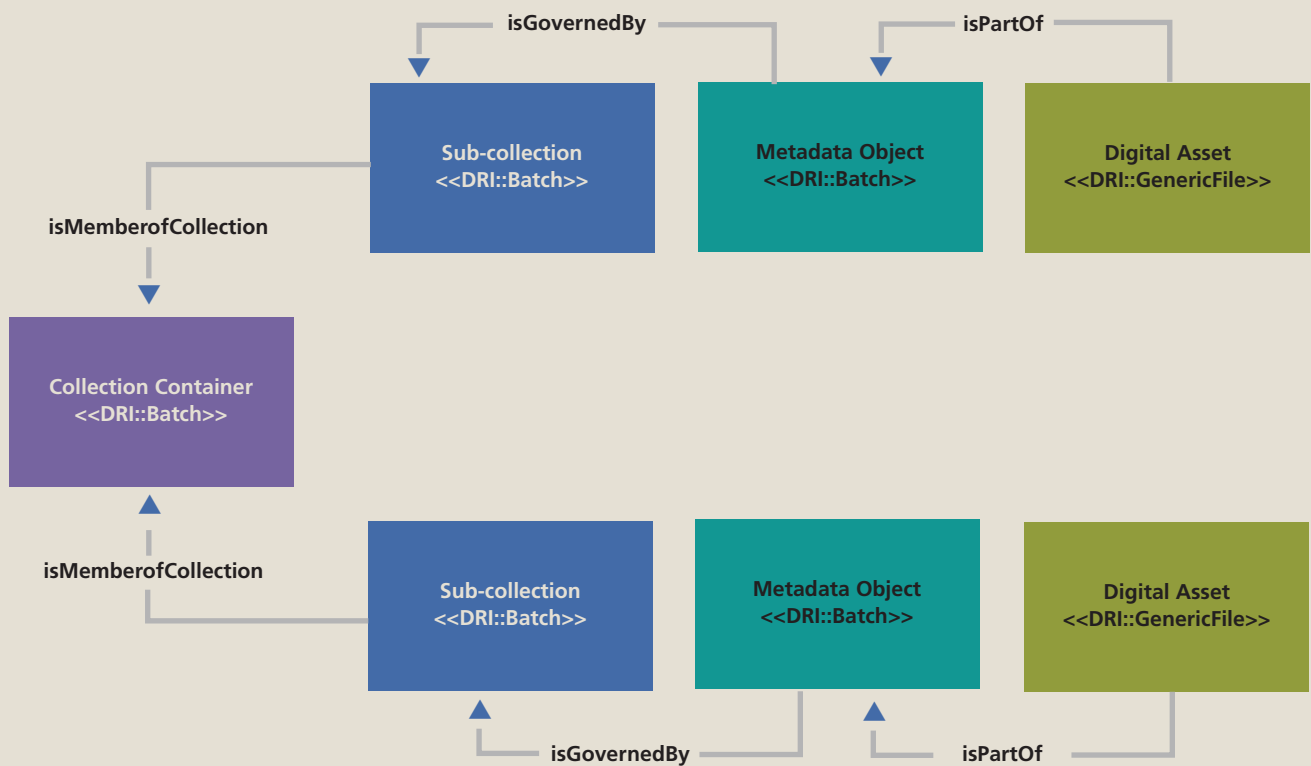 isGovernedBy
isPartOf
Sub-collection
<<DRI::Batch>>
Metadata Object
<<DRI::Batch>>
Digital Asset
<<DRI::GenericFile>>
isMemberofCollection
Collection Container
<<DRI::Batch>>
isMemberofCollection
Sub-collection
<<DRI::Batch>>
Metadata Object
<<DRI::Batch>>
Digital Asset
<<DRI::GenericFile>>
isGovernedBy
isPartOf